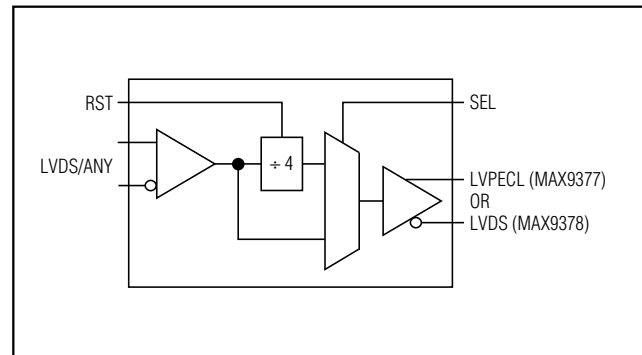 RST
SEL
LVDS/ANY
÷ 4
LVPECL (MAX9377)
OR
LVDS (MAX9378)